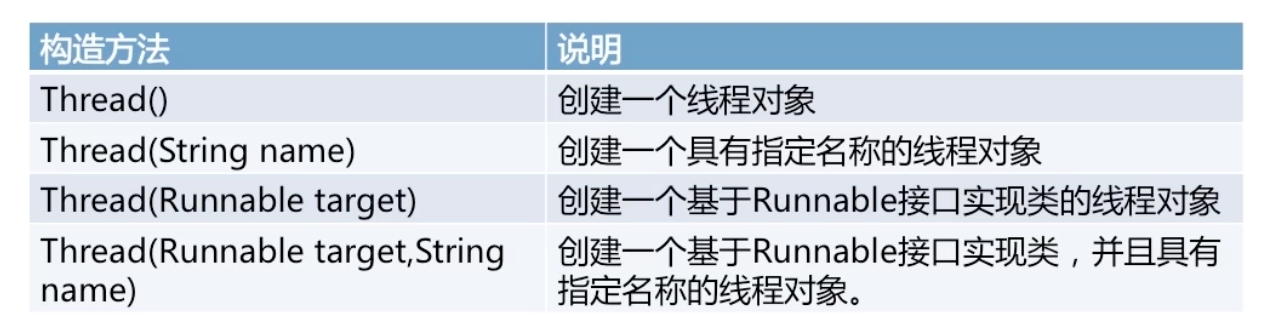 构造方法 说明
Thread() 创建一个线程对象
Thread(String name) 创建一个具有指定名称的线程对象
Thread(Runnable target) 创建一个基于Runnable接口实现类的线程对象
Thread(Runnable target,String
name)
创建一个基于Runnable接口实现类，并且具有
指定名称的线程对象。